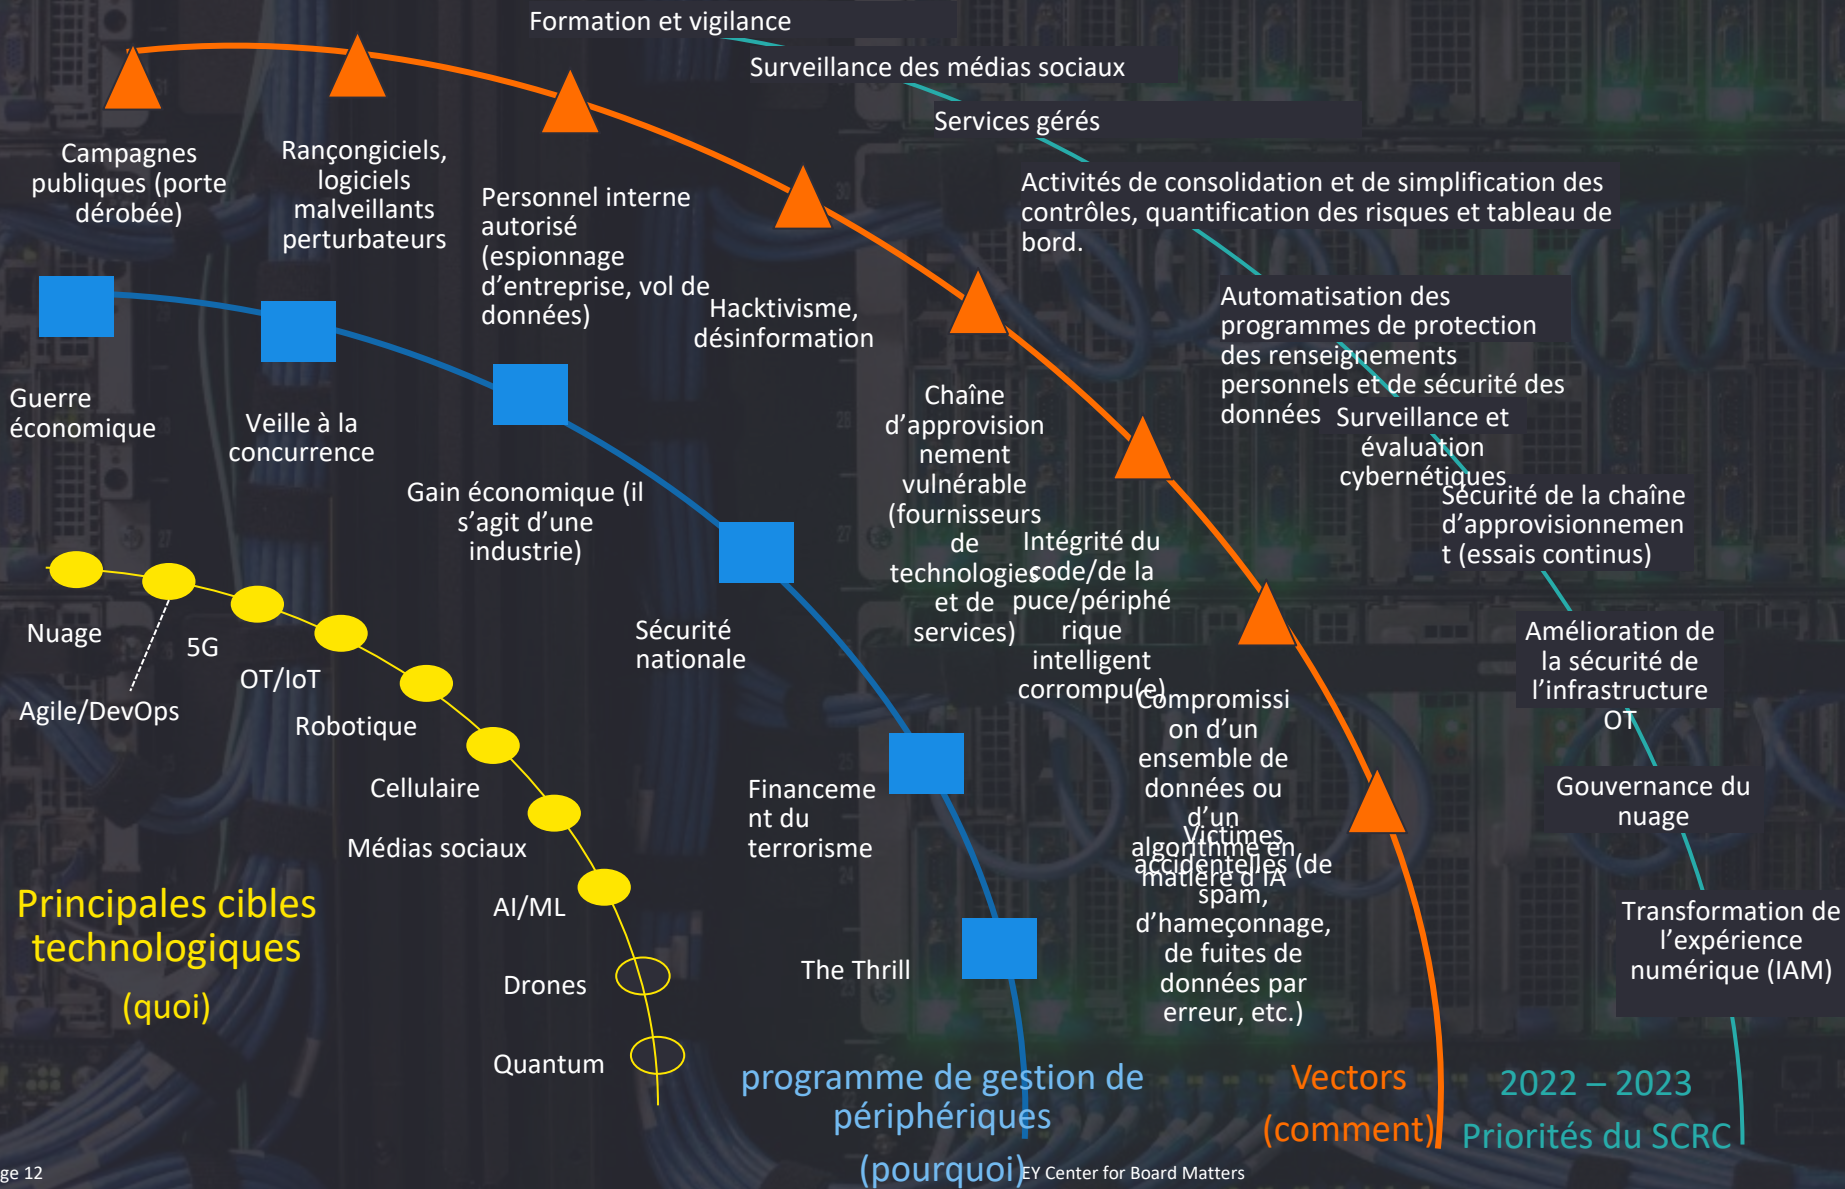 Formation et vigilance
Surveillance des médias sociaux
Services gérés
Activités de consolidation et de simplification des
contrôles, quantification des risques et tableau de
bord.
Automatisation des
programmes de protection
des renseignements
personnels et de sécurité des
données
Surveillance et
évaluation
cybernétiques
Sécurité de la chaîne
d'approvisionnemen
t (essais continus)
Amélioration de
la sécurité de
l'infrastructure
OT
Gouvernance du
nuage
Transformation de
l'expérience
numérique (IAM)
2022 – 2023
Priorités du SCRC
Campagnes
publiques (porte
dérobée)
Rançongiciels,
logiciels
malveillants
perturbateurs
Personnel interne
autorisé
(espionnage
d'entreprise, vol de
données)
Hacktivisme,
désinformation
Chaîne
d'approvision
nement
vulnérable
(fournisseurs
de
technologies
et de
services)
Intégrité du
code/de la
puce/périphé
rique
intelligent
corrompu(e)
Compromissi
on d'un
ensemble de
données ou
d'un
algorithme en
matière d'IA
Victimes
accidentelles (de
spam,
d'hameçonnage,
de fuites de
données par
erreur, etc.)
Vectors
(comment)
Guerre
économique
Veille à la
concurrence
Gain économique (il
s'agit d'une
industrie)
Sécurité
nationale
Financeme
nt du
terrorisme
The Thrill
programme de gestion de
périphériques
(pourquoi)
Nuage
Agile/DevOps
5G
OT/IoT
Robotique
Cellulaire
Médias sociaux
AI/ML
Drones
Quantum
Principales cibles
technologiques
(quoi)
ge 12
EY Center for Board Matters